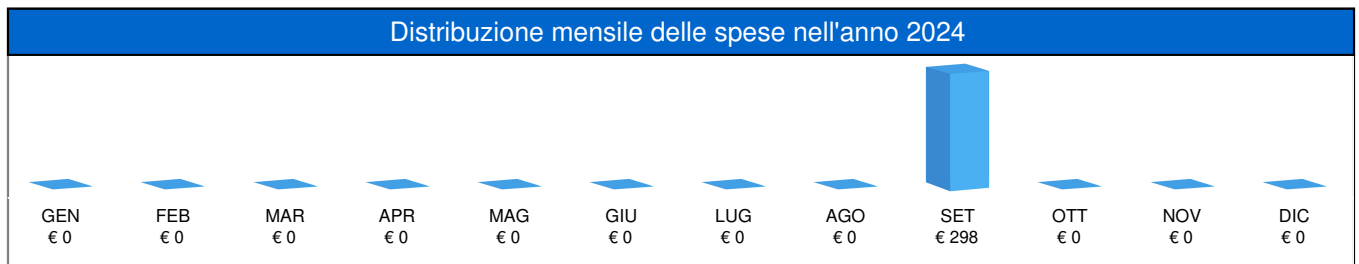 Distribuzione mensile delle spese nell'anno 2024
GEN FEB MAR APR MAG GIU LUG AGO SET OTT NOV DIC
€ 0 € 0 € 0 € 0 € 0 € 0 € 0 € 0 € 298 € 0 € 0 € 0